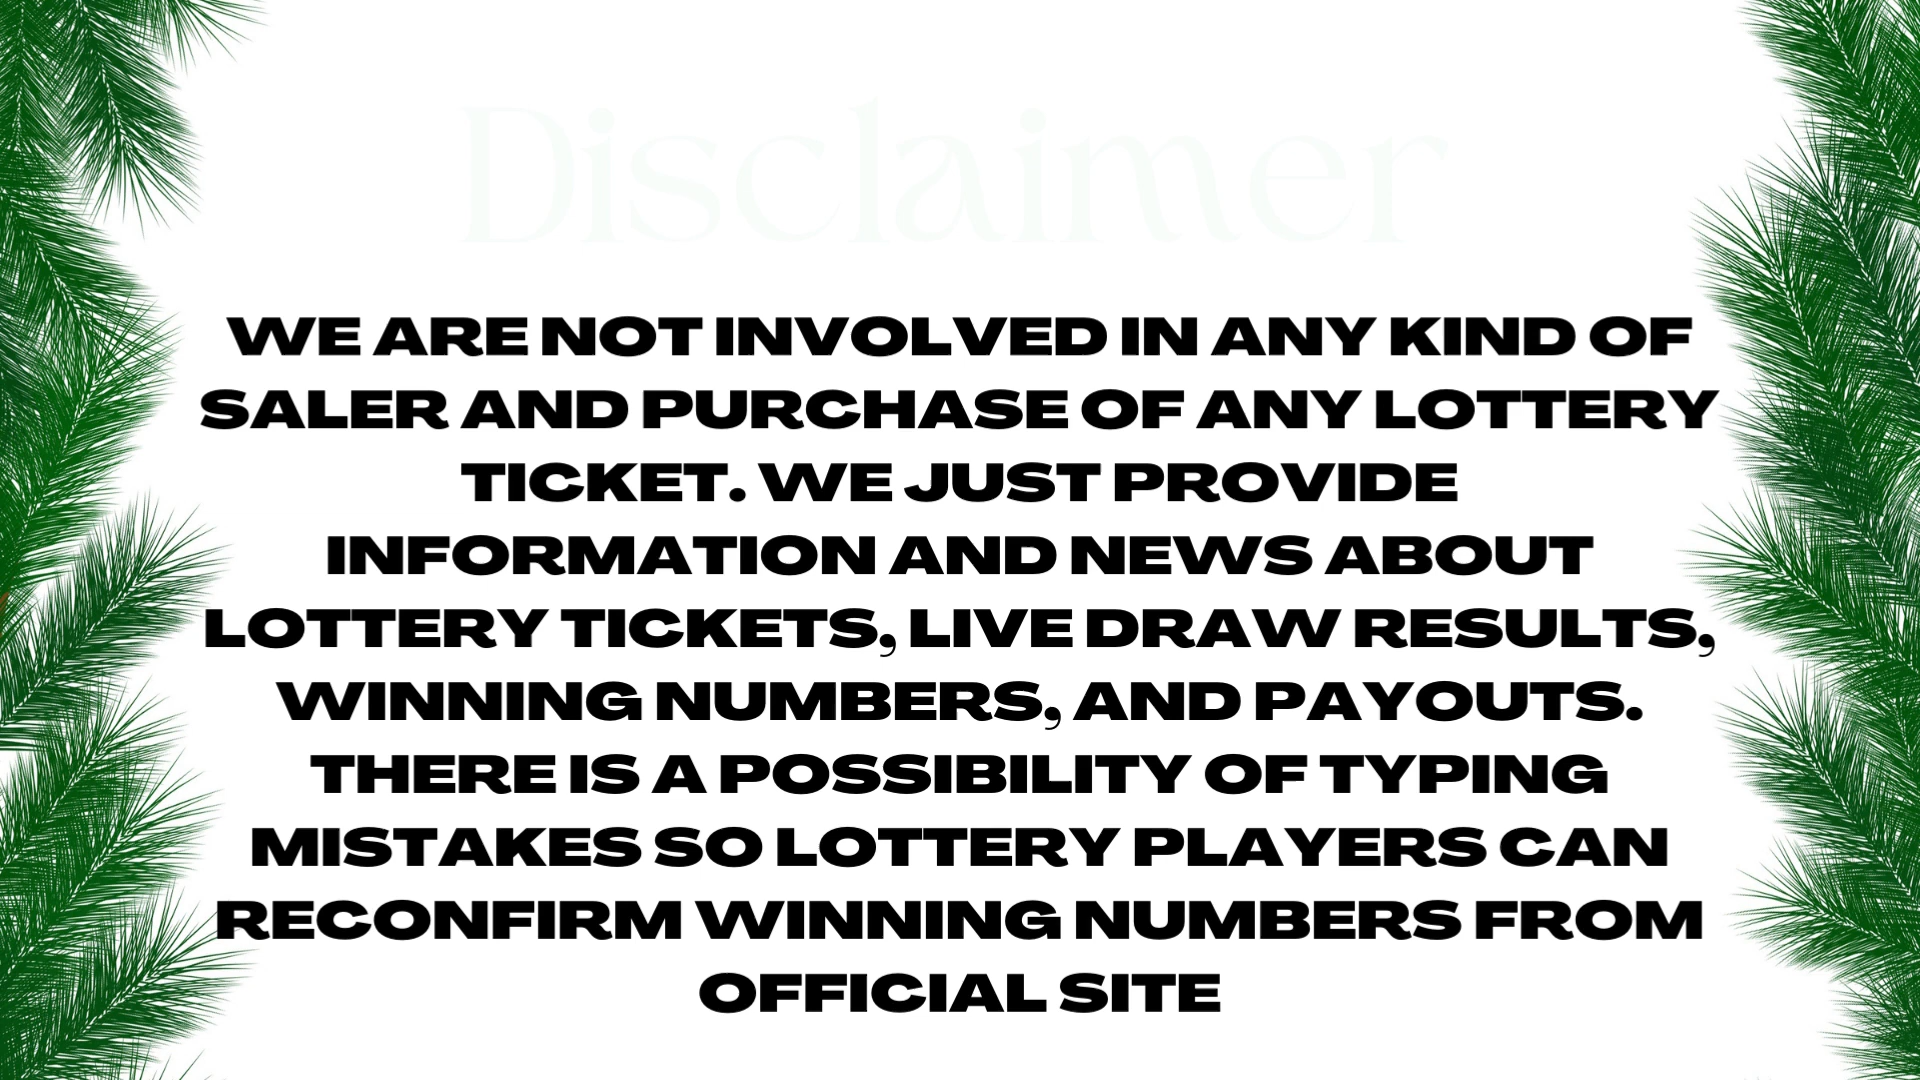 Disclaimer
WE ARE NOT INVOLVED IN ANY KIND OF
SALER AND PURCHASE OF ANY LOTTERY
TICKET. WE JUST PROVIDE
INFORMATION AND NEWS ABOUT
LOTTERY TICKETS, LIVE DRAW RESULTS,
WINNING NUMBERS, AND PAYOUTS.
THERE IS A POSSIBILITY OF TYPING
MISTAKES SO LOTTERY PLAYERS CAN
RECONFIRM WINNING NUMBERS FROM
OFFICIAL SITE